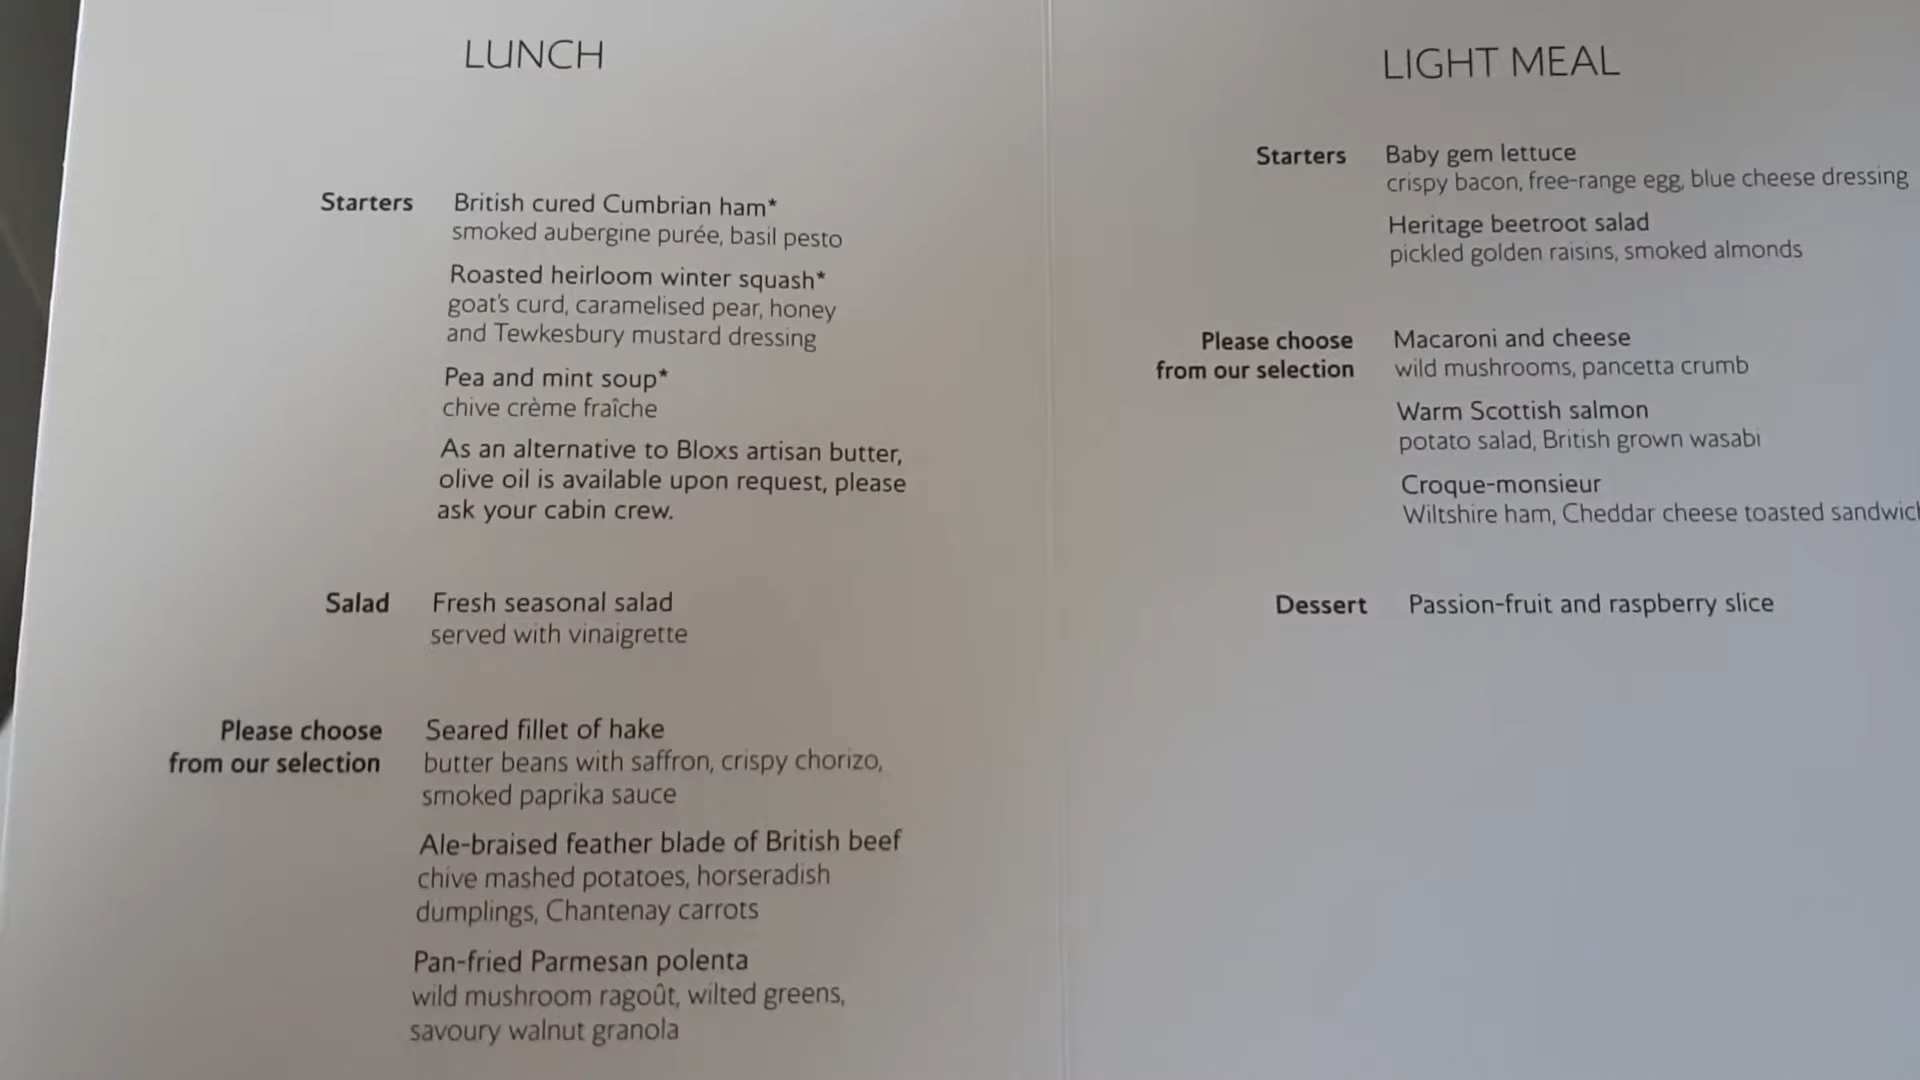 LUNCH
Starters
British cured Cumbrian ham*
smoked aubergine purée, basil pesto
Roasted heirloom winter squash*
goat's curd, caramelised pear, honey
and Tewkesbury mustard dressing
Pea and mint soup*
chive crème fraîche
As an alternative to Bloxs artisan butter,
olive oil is available upon request, please
ask your cabin crew.
Salad
Fresh seasonal salad
served with vinaigrette
Please choose
from our selection
Seared fillet of hake
butter beans with saffron, crispy chorizo,
smoked paprika sauce
Ale-braised feather blade of British beef
chive mashed potatoes, horseradish
dumplings, Chantenay carrots
Pan-fried Parmesan polenta
wild mushroom ragoût, wilted greens,
savoury walnut granola
LIGHT MEAL
Starters
Baby gem lettuce
crispy bacon, free-range egg, blue cheese dressing
Heritage beetroot salad
pickled golden raisins, smoked almonds
Please choose
from our selection
Macaroni and cheese
wild mushrooms, pancetta crumb
Warm Scottish salmon
potato salad, British grown wasabi
Croque-monsieur
Wiltshire ham, Cheddar cheese toasted sandwich
Dessert
Passion-fruit and raspberry slice